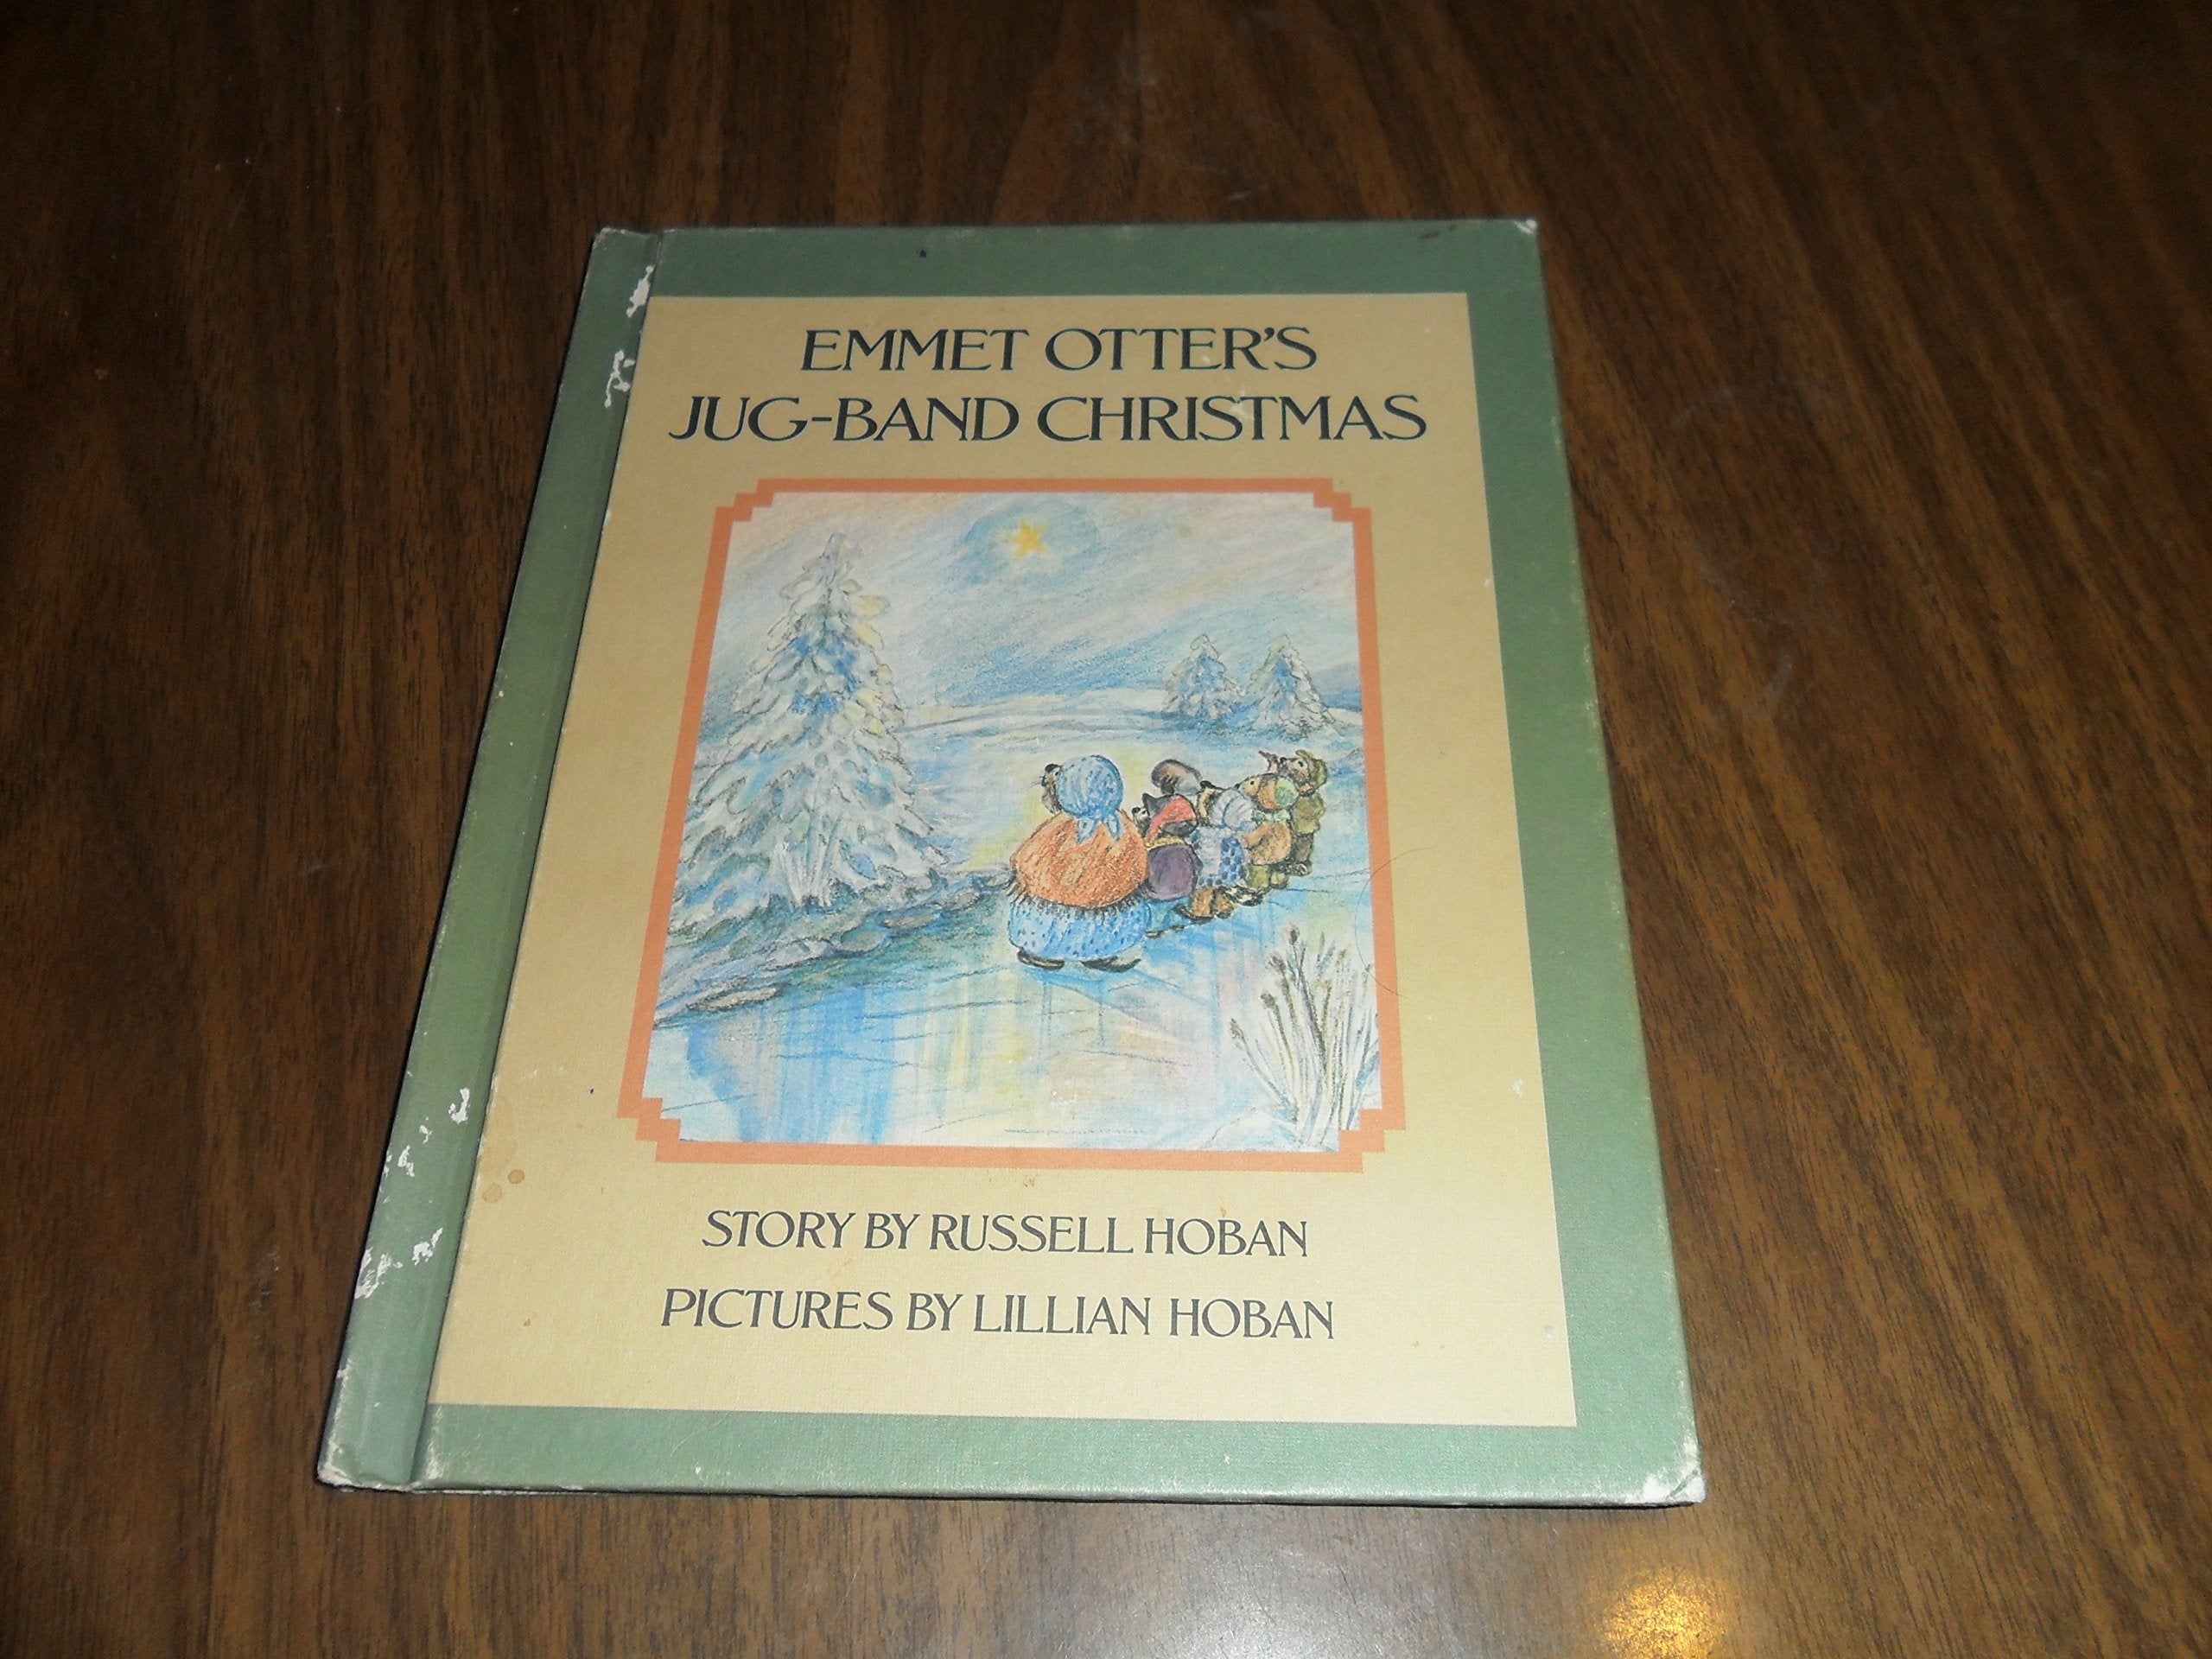 EMMET OTTER'S
JUG-BAND CHRISTMAS
STORY BY RUSSELL HOBAN
PICTURES BY LILLIAN HOBAN